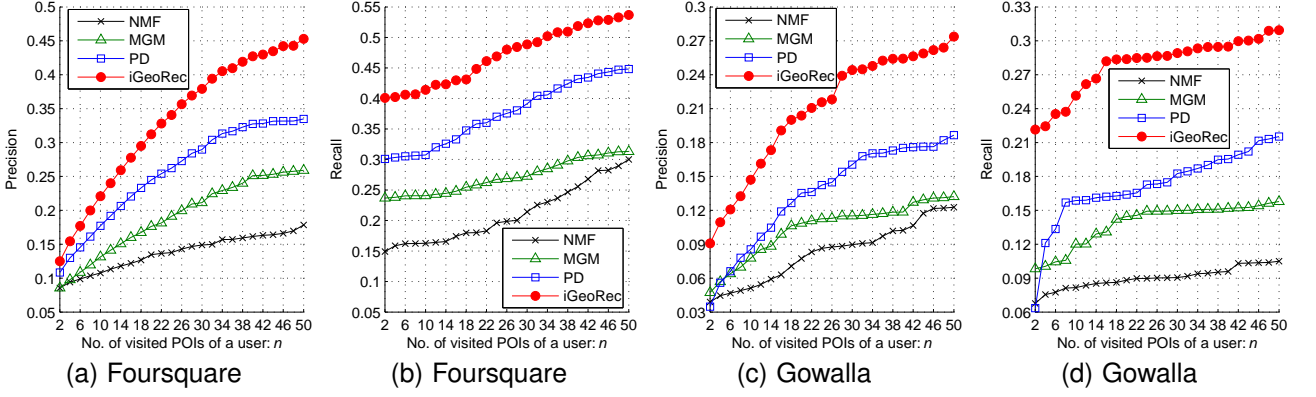 NMF
MGM
PD
iGeoRec
Precision
0.5
0.45
0.4
0.35
0.3
0.25
0.2
0.15
0.1
0.05
2 6 10 14 18 22 26 30 34 38 42 46 50
No. of visited POIs of a user: n
(a) Foursquare
Recall
0.55
0.5
0.45
0.4
0.35
0.3
0.25
0.2
0.15
0.1
0.05
NMF
MGM
PD
iGeoRec
2 6 10 14 18 22 26 30 34 38 42 46 50
No. of visited POIs of a user: n
(b) Foursquare
NMF
MGM
PD
iGeoRec
Precision
0.3
0.27
0.24
0.21
0.18
0.15
0.12
0.09
0.06
0.03
2 6 10 14 18 22 26 30 34 38 42 46 50
No. of visited POIs of a user: n
(c) Gowalla
Recall
0.33
0.3
0.27
0.24
0.21
0.18
0.15
0.12
0.09
0.06
NMF
MGM
PD
iGeoRec
2 6 10 14 18 22 26 30 34 38 42 46 50
No. of visited POIs of a user: n
(d) Gowalla